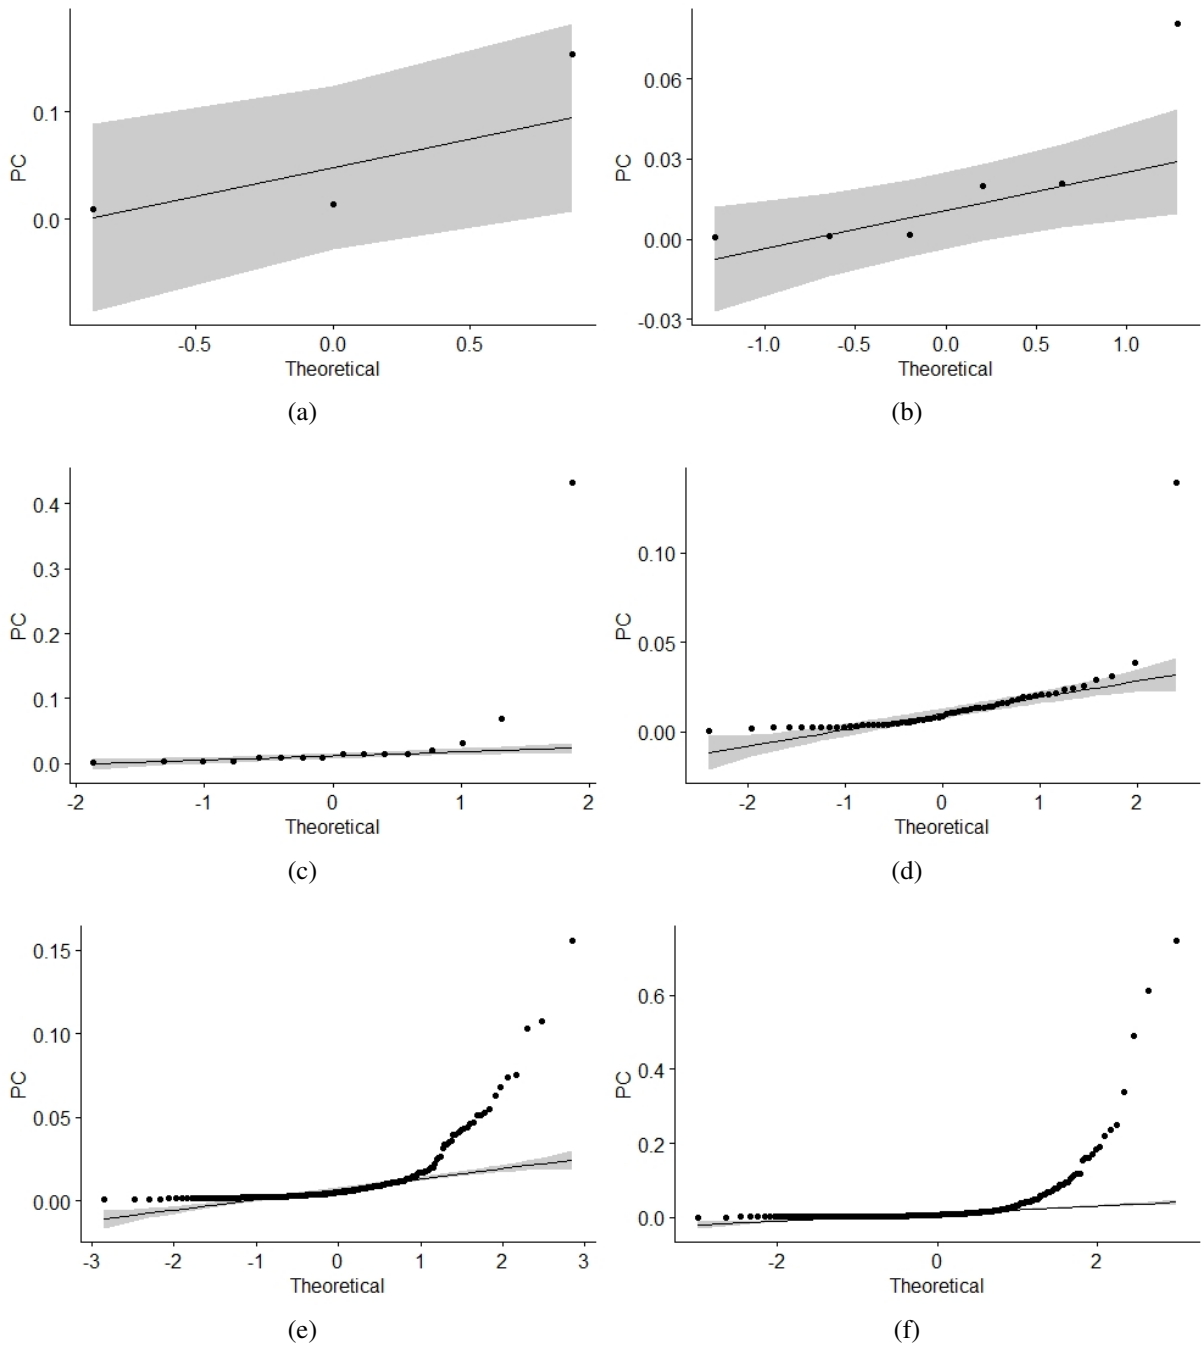 PC
0.1
0.0
-0.5 0.0 0.5
Theoretical
(a)
PC
0.06
0.03
0.00
-0.03
-1.0 -0.5 0.0 0.5 1.0
Theoretical
(b)
PC
0.4
0.3
0.2
0.1
0.0
-2 -1 0 1 2
Theoretical
(c)
PC
0.10
0.05
0.00
-2 -1 0 1 2
Theoretical
(d)
PC
0.15
0.10
0.05
0.00
-3 -2 -1 0 1 2 3
Theoretical
(e)
PC
0.6
0.4
0.2
0.0
-2 0 2
Theoretical
(f)